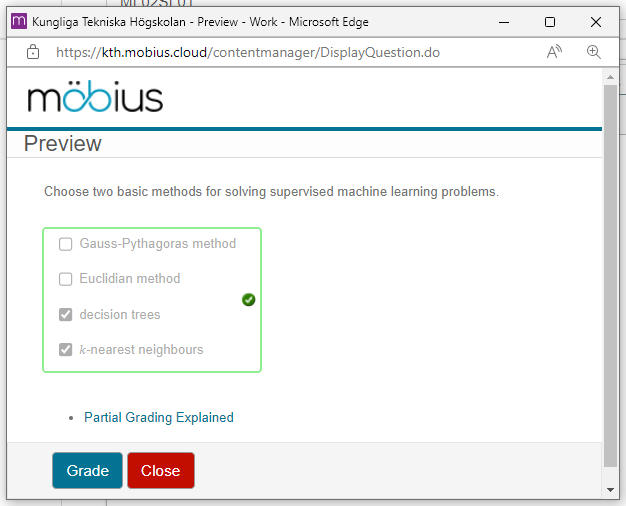 ML02SL01
Kungliga Tekniska Högskolan - Preview - Work - Microsoft Edge
https://kth.mobius.cloud/contentmanager/DisplayQuestion.do
möbius
Preview
Choose two basic methods for solving supervised machine learning problems.
Gauss-Pythagoras method
Euclidian method
decision trees
k-nearest neighbours
Partial Grading Explained
Grade Close